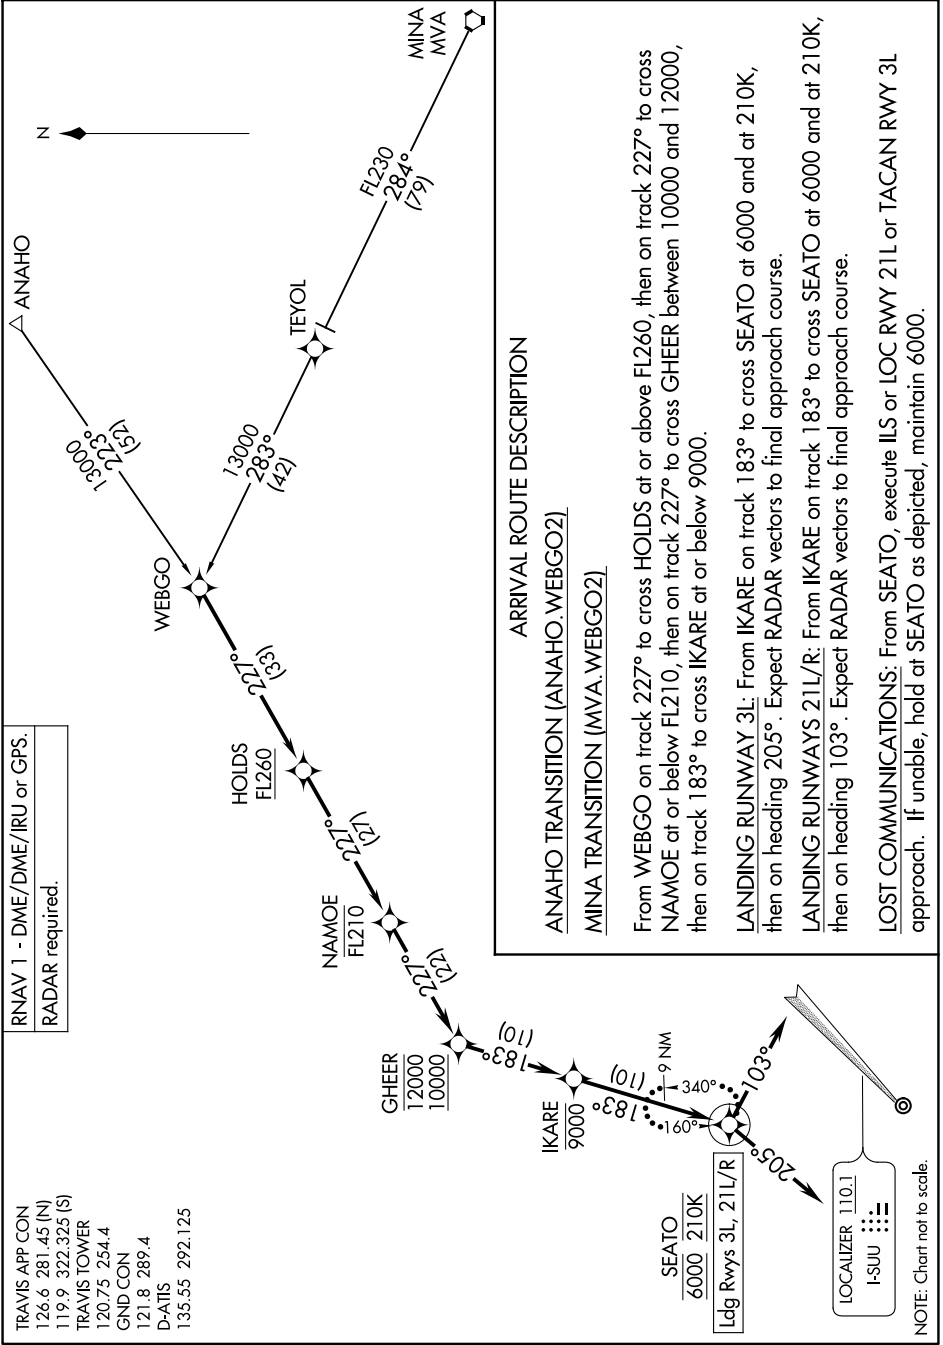 TRAVIS APP CON
126.6 281.45 (N)
119.9 322.325 (S)
TRAVIS TOWER
120.75 254.4
GND CON
121.8 289.4
D-ATIS
135.55 292.125
RNAV 1 - DME/DME/IRU or GPS.
RADAR required.
N
ANAHO
13000
223°
(52)
MINA
MVA
FL230
284°
(79)
TEYOL
13000
283°
(42)
WEBGO
227°
(33)
HOLDS
FL260
227°
(27)
NAMOE
FL210
227°
(22)
GHEER
12000
10000
183°
(10)
IKARE
9000
183°
(10)
9 NM
340°
160°
SEATO
6000 210K
Ldg Rwys 3L, 21L/R
103°
205°
LOCALIZER 110.1
I-SUU
NOTE: Chart not to scale.
ARRIVAL ROUTE DESCRIPTION
ANAHO TRANSITION (ANAHO.WEBGO2)
MINA TRANSITION (MVA.WEBGO2)
From WEBGO on track 227° to cross HOLDS at or above FL260, then on track 227° to cross
NAMOE at or below FL210, then on track 227° to cross GHEER between 10000 and 12000,
then on track 183° to cross IKARE at or below 9000.
LANDING RUNWAY 3L: From IKARE on track 183° to cross SEATO at 6000 and at 210K,
then on heading 205°. Expect RADAR vectors to final approach course.
LANDING RUNWAYS 21L/R: From IKARE on track 183° to cross SEATO at 6000 and at 210K,
then on heading 103°. Expect RADAR vectors to final approach course.
LOST COMMUNICATIONS: From SEATO, execute ILS or LOC RWY 21L or TACAN RWY 3L
approach. If unable, hold at SEATO as depicted, maintain 6000.